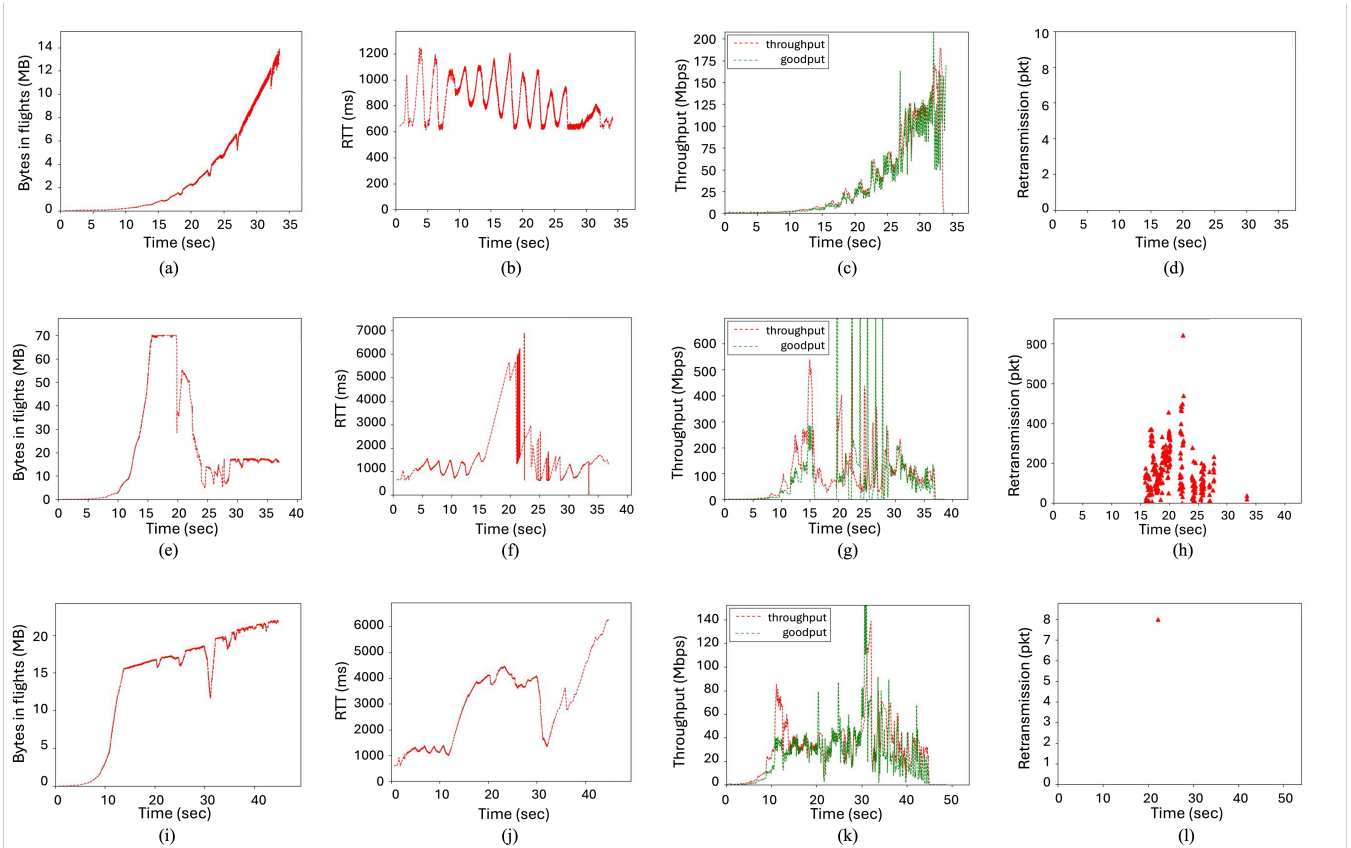 Bytes in flights (MB)
14
12
10
8
6
4
2
0
0 5 10 15 20 25 30 35
Time (sec)
(a)
RTT (ms)
1200
1000
800
600
400
200
0
0 5 10 15 20 25 30 35
Time (sec)
(b)
Throughput (Mbps)
200
175
150
125
100
75
50
25
0
throughput
goodput
0 5 10 15 20 25 30 35
Time (sec)
(c)
Retransmission (pkt)
10
8
6
4
2
0
0 5 10 15 20 25 30 35
Time (sec)
(d)
Bytes in flights (MB)
70
60
50
40
30
20
10
0
0 5 10 15 20 25 30 35 40
Time (sec)
(e)
RTT (ms)
7000
6000
5000
4000
3000
2000
1000
0
0 5 10 15 20 25 30 35 40
Time (sec)
(f)
Throughput (Mbps)
600
500
400
300
200
100
0
throughput
goodput
0 5 10 15 20 25 30 35 40
Time (sec)
(g)
Retransmission (pkt)
800
600
400
200
0
0 5 10 15 20 25 30 35 40
Time (sec)
(h)
Bytes in flights (MB)
20
15
10
5
0
0 10 20 30 40
Time (sec)
(i)
RTT (ms)
6000
5000
4000
3000
2000
1000
0
0 10 20 30 40 50
Time (sec)
(j)
Throughput (Mbps)
140
120
100
80
60
40
20
0
throughput
goodput
0 10 20 30 40 50
Time (sec)
(k)
Retransmission (pkt)
8
7
6
5
4
3
2
1
0
0 10 20 30 40 50
Time (sec)
(l)